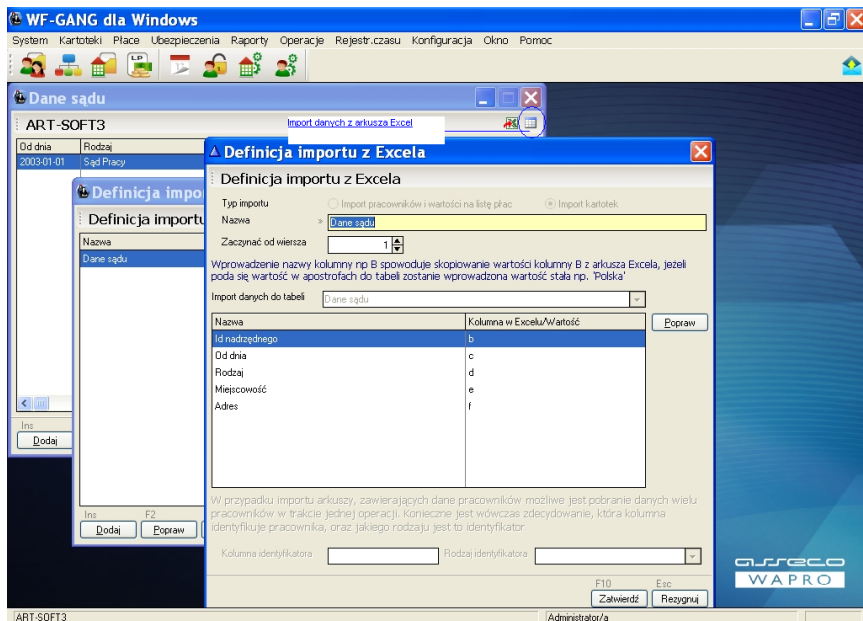 WF-GANG dla Windows
System Kartoteki Płace Ubezpieczenia Raporty Operacje Rejestr.czasu Konfiguracja Okno Pomoc
LP
Dane sądu
ART-SOFT3
Import danych z arkusza Excel
Od dnia Rodzaj
2003-01-01 Sąd Pracy
Ins
Dodaj
Definicja impo
Definicja importu
Nazwa
Dane sądu
Ins F2
Dodaj Popraw
Definicja importu z Excela
Definicja importu z Excela
Typ importu Import pracowników i wartości na listę płac Import kartotek
Nazwa » Dane sądu
Zaczynać od wiersza 1
Wprowadzenie nazwy kolumny np B spowoduje skopiowanie wartości kolumny B z arkusza Excela, jeżeli
poda się wartość w apostrofach do tabeli zostanie wprowadzona wartość stała np. 'Polska'
Import danych do tabeli Dane sądu
Nazwa Kolumna w Excelu/Wartość Popraw
Id nadrzędnego b
Od dnia c
Rodzaj d
Miejscowość e
Adres f
W przypadku importu arkuszy, zawierających dane pracowników możliwe jest pobranie danych wielu
pracowników w trakcie jednej operacji. Konieczne jest wówczas zdecydowanie, która kolumna
identyfikuje pracownika, oraz jakiego rodzaju jest to identyfikator
Kolumna identyfikatora Rodzaj identyfikatora
F10 Esc
Zatwierdź Rezygnuj
asseco
WAPRO
ART-SOFT3 Administrator/a